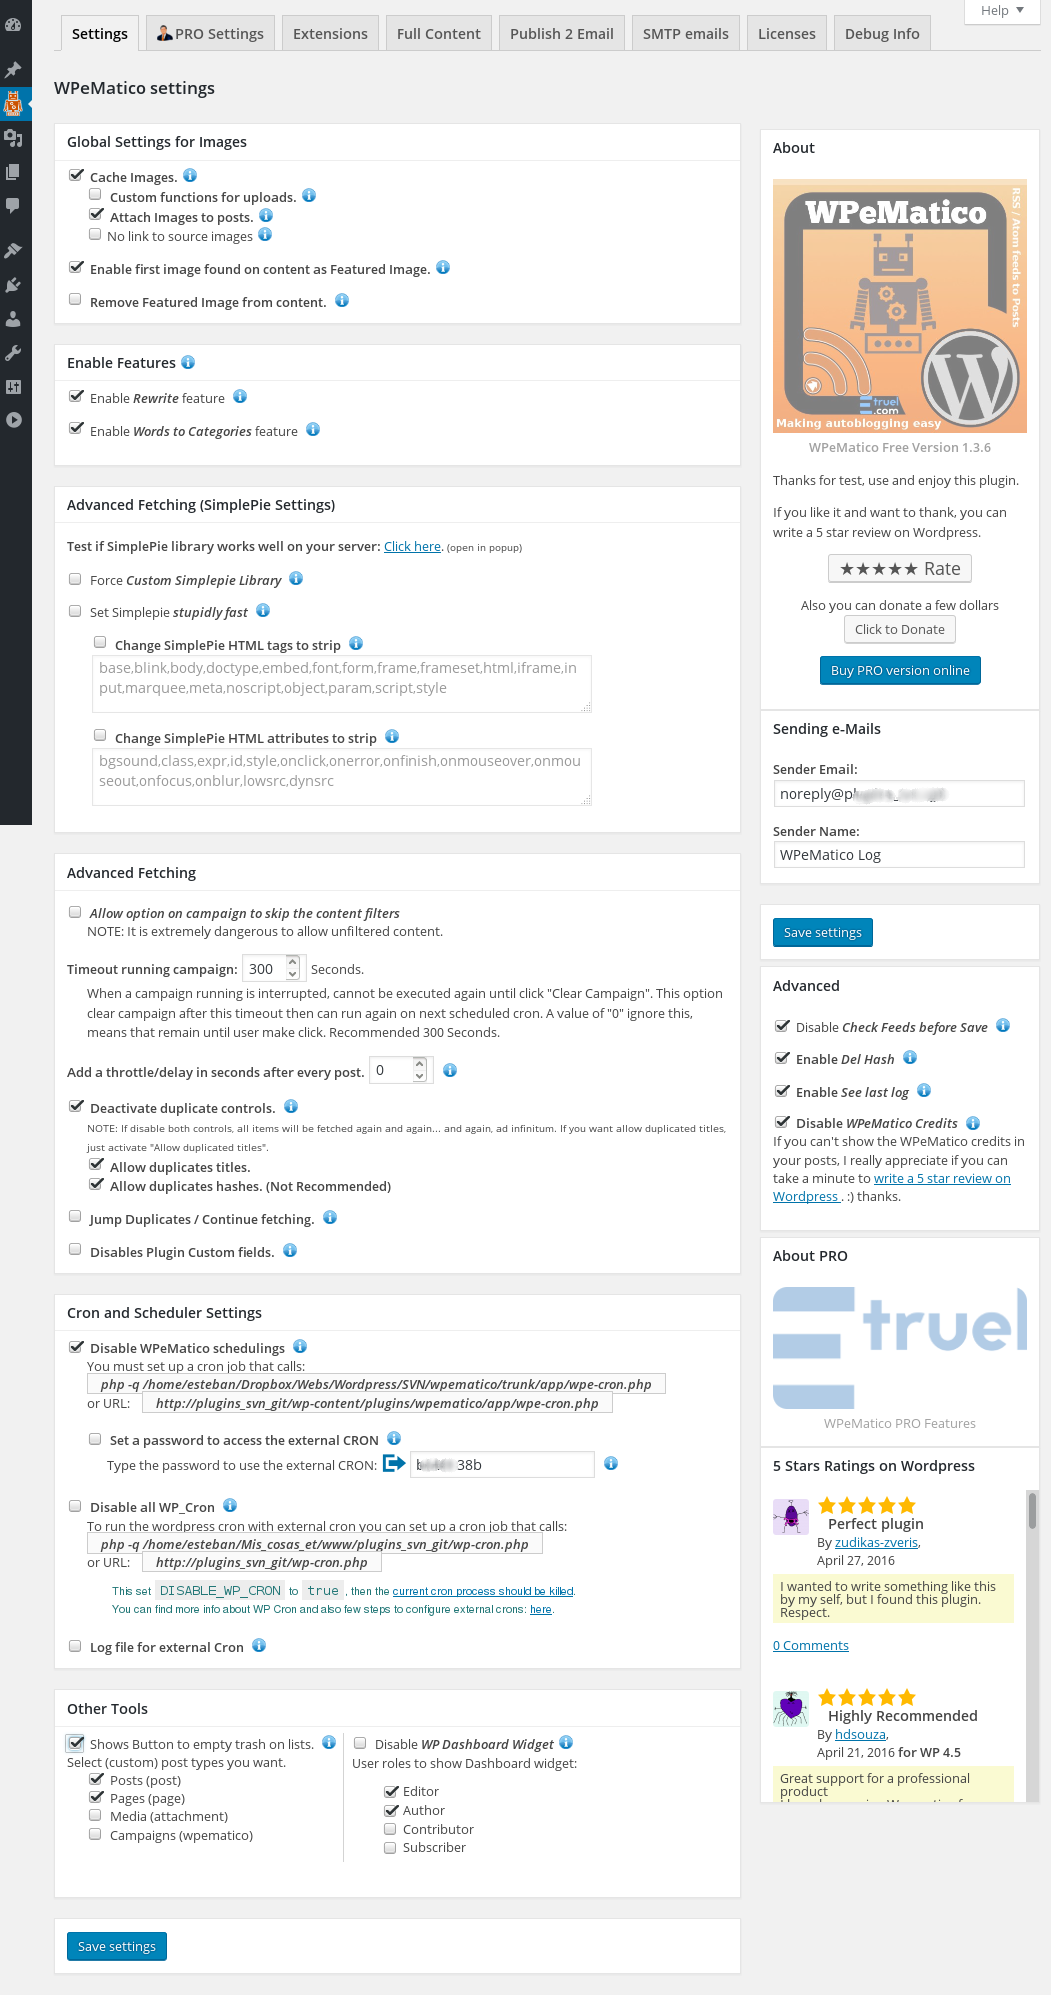 Help
Settings
PRO Settings
Extensions
Full Content
Publish 2 Email
SMTP emails
Licenses
Debug Info
WPeMatico settings
Global Settings for Images
Cache Images.
Custom functions for uploads.
Attach Images to posts.
No link to source images
Enable first image found on content as Featured Image.
Remove Featured Image from content.
Enable Features
Enable Rewrite feature
Enable Words to Categories feature
Advanced Fetching (SimplePie Settings)
Test if SimplePie library works well on your server: Click here. (open in popup)
Force Custom Simplepie Library
Set Simplepie stupidly fast
Change SimplePie HTML tags to strip
base,blink,body,doctype,embed,font,form,frame,frameset,html,iframe,in
put,marquee,meta,noscript,object,param,script,style
Change SimplePie HTML attributes to strip
bgsound,class,expr,id,style,onclick,onerror,onfinish,onmouseover,onmou
seout,onfocus,onblur,lowsrc,dynsrc
Advanced Fetching
Allow option on campaign to skip the content filters
NOTE: It is extremely dangerous to allow unfiltered content.
Timeout running campaign: 300 Seconds.
When a campaign running is interrupted, cannot be executed again until click "Clear Campaign". This option
clear campaign after this timeout then can run again on next scheduled cron. A value of "0" ignore this,
means that remain until user make click. Recommended 300 Seconds.
Add a throttle/delay in seconds after every post. 0
Deactivate duplicate controls.
NOTE: If disable both controls, all items will be fetched again and again... and again, ad infinitum. If you want allow duplicated titles,
just activate "Allow duplicated titles".
Allow duplicates titles.
Allow duplicates hashes. (Not Recommended)
Jump Duplicates / Continue fetching.
Disables Plugin Custom fields.
Cron and Scheduler Settings
Disable WPeMatico schedulings
You must set up a cron job that calls:
php -q /home/esteban/Dropbox/Webs/Wordpress/SVN/wpematico/trunk/app/wpe-cron.php
or URL: http://plugins_svn_git/wp-content/plugins/wpematico/app/wpe-cron.php
Set a password to access the external CRON
Type the password to use the external CRON: 38b
Disable all WP_Cron
To run the wordpress cron with external cron you can set up a cron job that calls:
php -q /home/esteban/Mis_cosas_et/www/plugins_svn_git/wp-cron.php
or URL: http://plugins_svn_git/wp-cron.php
This set DISABLE_WP_CRON to true , then the current cron process should be killed.
You can find more info about WP Cron and also few steps to configure external crons: here.
Log file for external Cron
Other Tools
Shows Button to empty trash on lists.
Select (custom) post types you want.
Posts (post)
Pages (page)
Media (attachment)
Campaigns (wpematico)
Disable WP Dashboard Widget
User roles to show Dashboard widget:
Editor
Author
Contributor
Subscriber
Save settings
About
WPeMatico
RSS / Atom feeds to Posts
etruel
.com
Making autoblogging easy
WPeMatico Free Version 1.3.6
Thanks for test, use and enjoy this plugin.
If you like it and want to thank, you can
write a 5 star review on Wordpress.
★★★★★ Rate
Also you can donate a few dollars
Click to Donate
Buy PRO version online
Sending e-Mails
Sender Email:
noreply@
Sender Name:
WPeMatico Log
Save settings
Advanced
Disable Check Feeds before Save
Enable Del Hash
Enable See last log
Disable WPeMatico Credits
If you can't show the WPeMatico credits in
your posts, I really appreciate if you can
take a minute to write a 5 star review on
Wordpress . :) thanks.
About PRO
etruel
WPeMatico PRO Features
5 Stars Ratings on Wordpress
Perfect plugin
By zudikas-zveris,
April 27, 2016
I wanted to write something like this
by my self, but I found this plugin.
Respect.
0 Comments
Highly Recommended
By hdsouza,
April 21, 2016 for WP 4.5
Great support for a professional
product